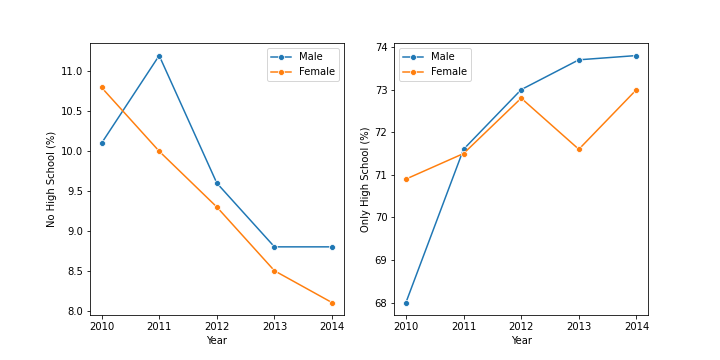 No High School (%)
11.0
10.5
10.0
9.5
9.0
8.5
8.0
Male
Female
2010 2011 2012 2013 2014
Year
Only High School (%)
74
73
72
71
70
69
68
Male
Female
2010 2011 2012 2013 2014
Year